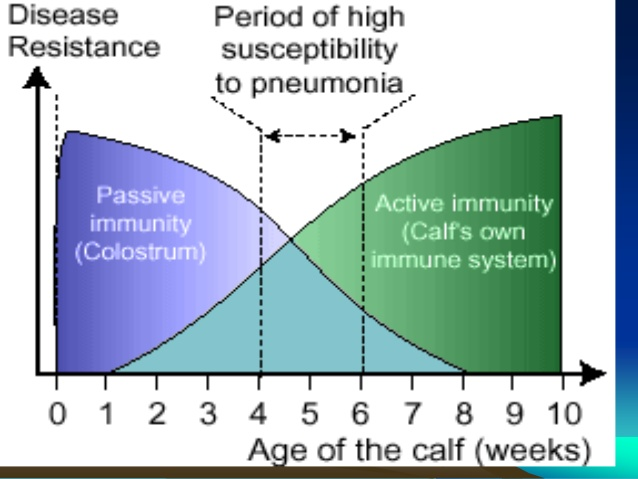 Disease
Resistance
Period of high
susceptibility
to pneumonia
Passive
immunity
(Colostrum)
Active immunity
(Calf's own
immune system)
0 1 2 3 4 5 6 7 8 9 10
Age of the calf (weeks)